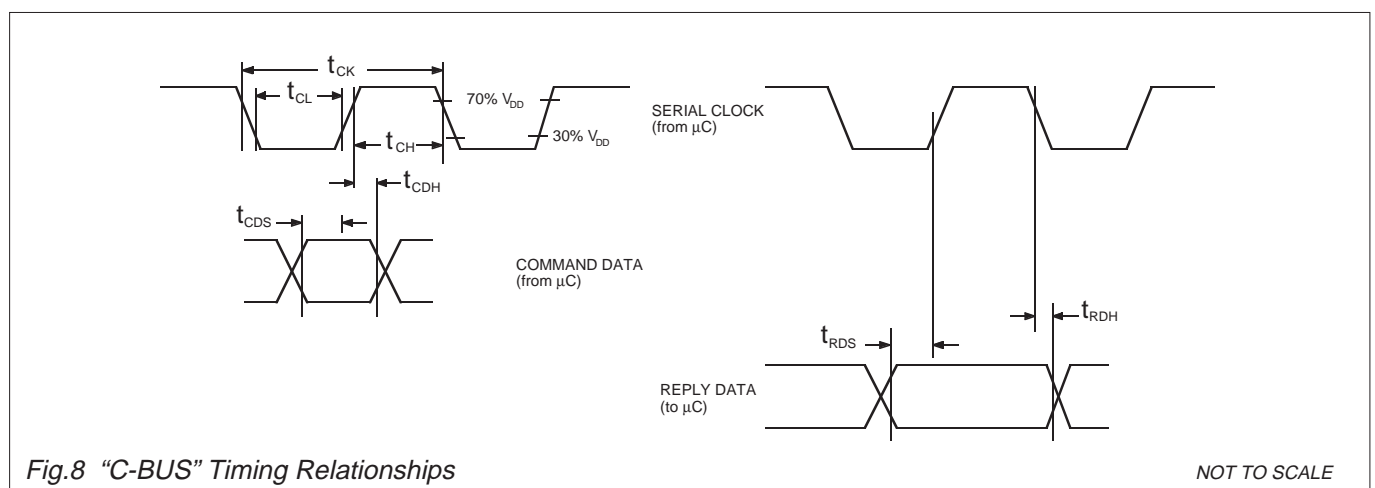 tCK
tCL
70% VDD
SERIAL CLOCK
(from µC)
30% VDD
tCH
tCDH
tCDS
COMMAND DATA
(from µC)
tRDH
tRDS
REPLY DATA
(to µC)
Fig.8 “C-BUS” Timing Relationships
NOT TO SCALE